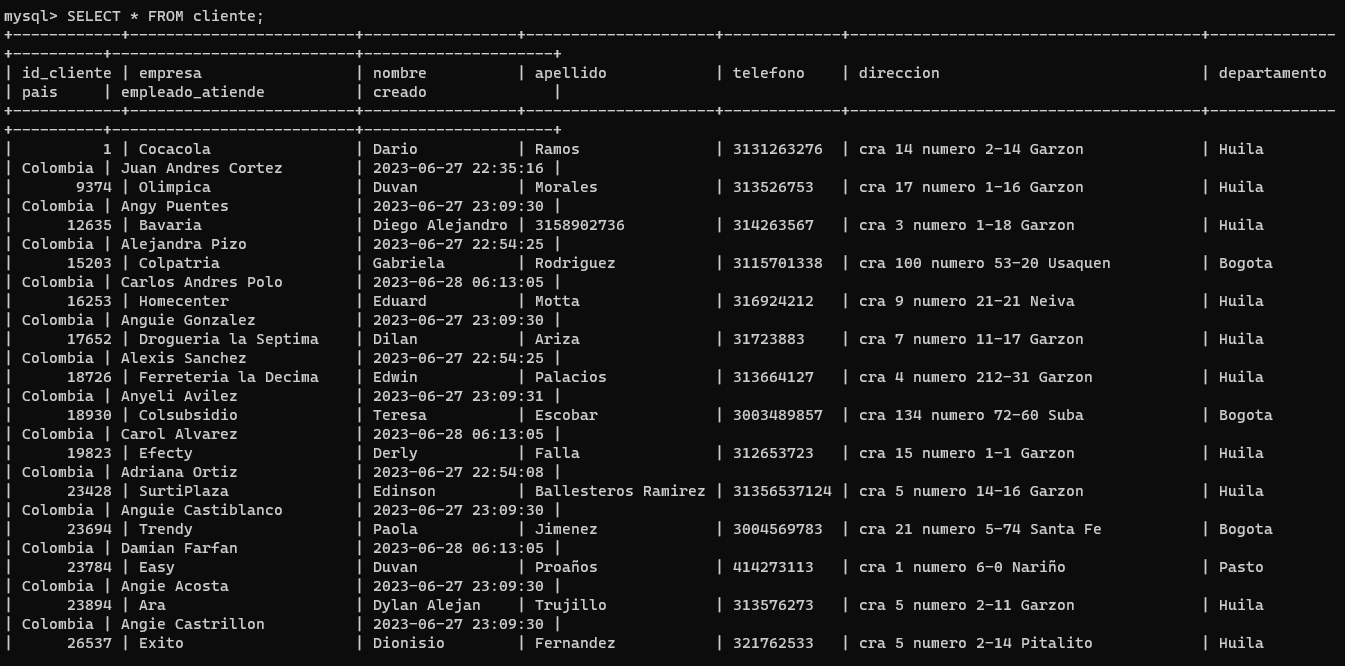 mysql> SELECT * FROM cliente;
+------------+-------------------------+-----------------+---------------------+-------------+---------------------------------------+--------------
+----------+---------------------------+---------------------+
| id_cliente | empresa                 | nombre          | apellido            | telefono    | direccion                             | departamento
| pais     | empleado_atiende          | creado              |
+------------+-------------------------+-----------------+---------------------+-------------+---------------------------------------+--------------
+----------+---------------------------+---------------------+
|          1 | Cocacola                | Dario           | Ramos               | 3131263276  | cra 14 numero 2-14 Garzon             | Huila
| Colombia | Juan Andres Cortez        | 2023-06-27 22:35:16 |
|       9374 | Olimpica                | Duvan           | Morales             | 313526753   | cra 17 numero 1-16 Garzon             | Huila
| Colombia | Angy Puentes              | 2023-06-27 23:09:30 |
|      12635 | Bavaria                 | Diego Alejandro | 3158902736          | 314263567   | cra 3 numero 1-18 Garzon              | Huila
| Colombia | Alejandra Pizo            | 2023-06-27 22:54:25 |
|      15203 | Colpatria               | Gabriela        | Rodriguez           | 3115701338  | cra 100 numero 53-20 Usaquen          | Bogota
| Colombia | Carlos Andres Polo        | 2023-06-28 06:13:05 |
|      16253 | Homecenter              | Eduard          | Motta               | 316924212   | cra 9 numero 21-21 Neiva              | Huila
| Colombia | Anguie Gonzalez           | 2023-06-27 23:09:30 |
|      17652 | Drogueria la Septima    | Dilan           | Ariza               | 31723883    | cra 7 numero 11-17 Garzon             | Huila
| Colombia | Alexis Sanchez            | 2023-06-27 22:54:25 |
|      18726 | Ferreteria la Decima    | Edwin           | Palacios            | 313664127   | cra 4 numero 212-31 Garzon            | Huila
| Colombia | Anyeli Avilez             | 2023-06-27 23:09:31 |
|      18930 | Colsubsidio             | Teresa          | Escobar             | 3003489857  | cra 134 numero 72-60 Suba             | Bogota
| Colombia | Carol Alvarez             | 2023-06-28 06:13:05 |
|      19823 | Efecty                  | Derly           | Falla               | 312653723   | cra 15 numero 1-1 Garzon              | Huila
| Colombia | Adriana Ortiz             | 2023-06-27 22:54:08 |
|      23428 | SurtiPlaza              | Edinson         | Ballesteros Ramirez | 31356537124 | cra 5 numero 14-16 Garzon             | Huila
| Colombia | Anguie Castiblanco        | 2023-06-27 23:09:30 |
|      23694 | Trendy                  | Paola           | Jimenez             | 3004569783  | cra 21 numero 5-74 Santa Fe           | Bogota
| Colombia | Damian Farfan             | 2023-06-28 06:13:05 |
|      23784 | Easy                    | Duvan           | Proaños             | 414273113   | cra 1 numero 6-0 Nariño               | Pasto
| Colombia | Angie Acosta              | 2023-06-27 23:09:30 |
|      23894 | Ara                     | Dylan Alejan    | Trujillo            | 313576273   | cra 5 numero 2-11 Garzon              | Huila
| Colombia | Angie Castrillon          | 2023-06-27 23:09:30 |
|      26537 | Exito                   | Dionisio        | Fernandez           | 321762533   | cra 5 numero 2-14 Pitalito            | Huila